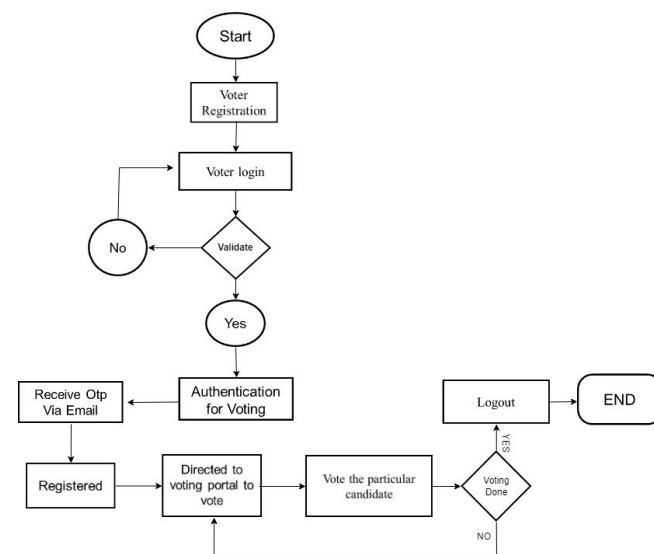 Start
Voter
Registration
Voter login
Validate
No
Yes
Authentication
for Voting
Receive Otp
Via Email
Registered
Directed to
voting portal to
vote
Vote the particular
candidate
Voting
Done
YES
NO
Logout
END